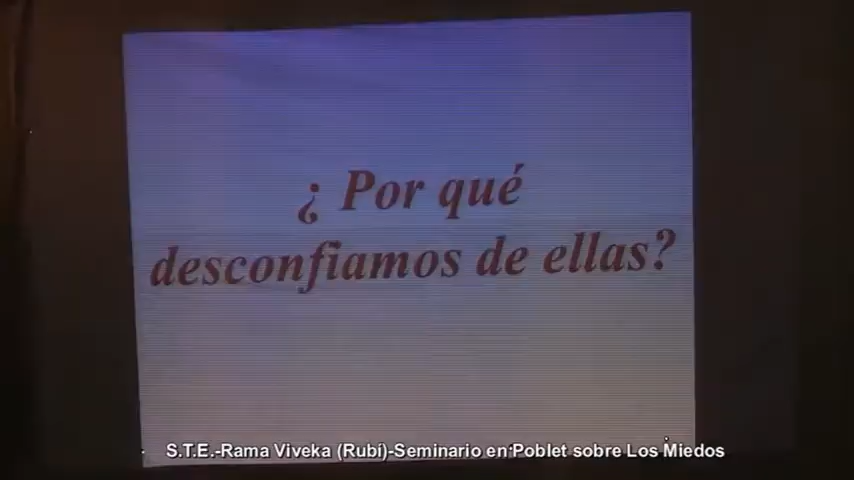 ¿ Por qué
desconfiamos de ellas?
S.T.E.-Rama Viveka (Rubí)-Seminario en Poblet sobre Los Miedos